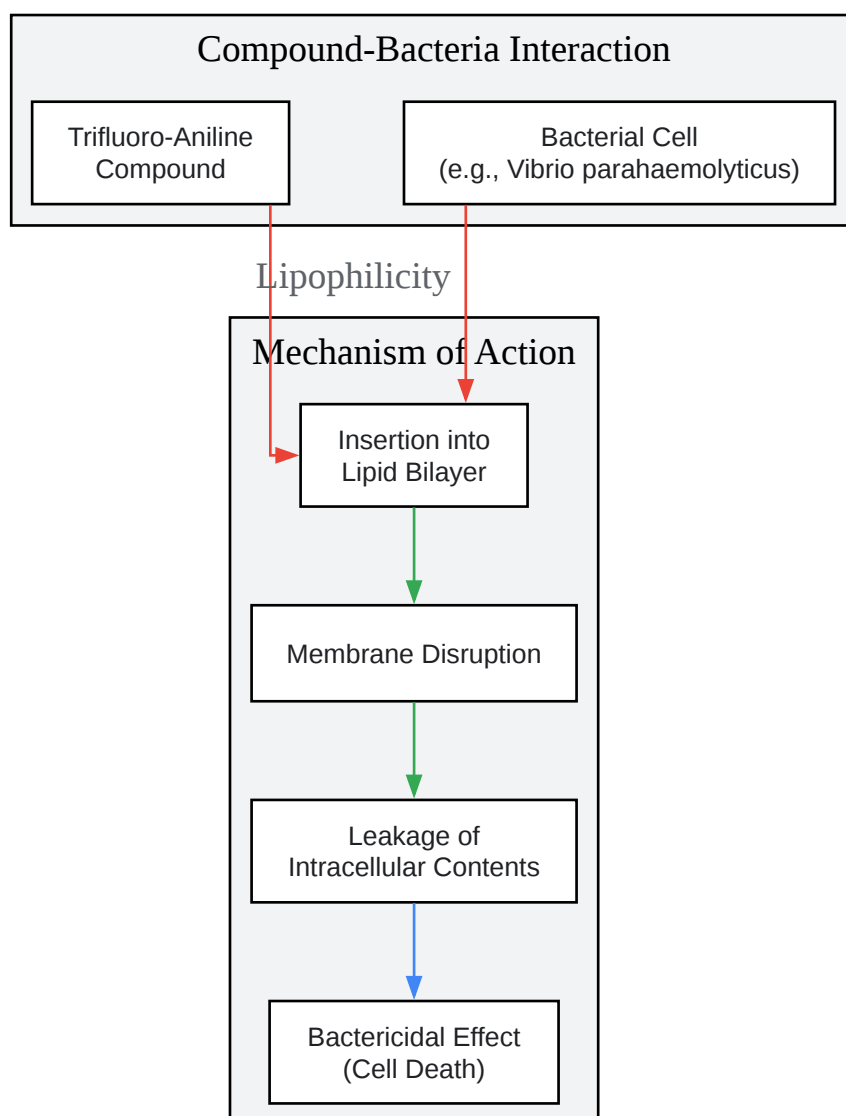 Compound-Bacteria Interaction
Trifluoro-Aniline
Compound
Bacterial Cell
(e.g., Vibrio parahaemolyticus)
Lipophilicity
Mechanism of Action
Insertion into
Lipid Bilayer
Membrane Disruption
Leakage of
Intracellular Contents
Bactericidal Effect
(Cell Death)